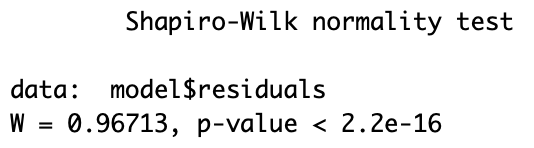 Shapiro-Wilk normality test
data:  model$residuals
W = 0.96713, p-value < 2.2e-16